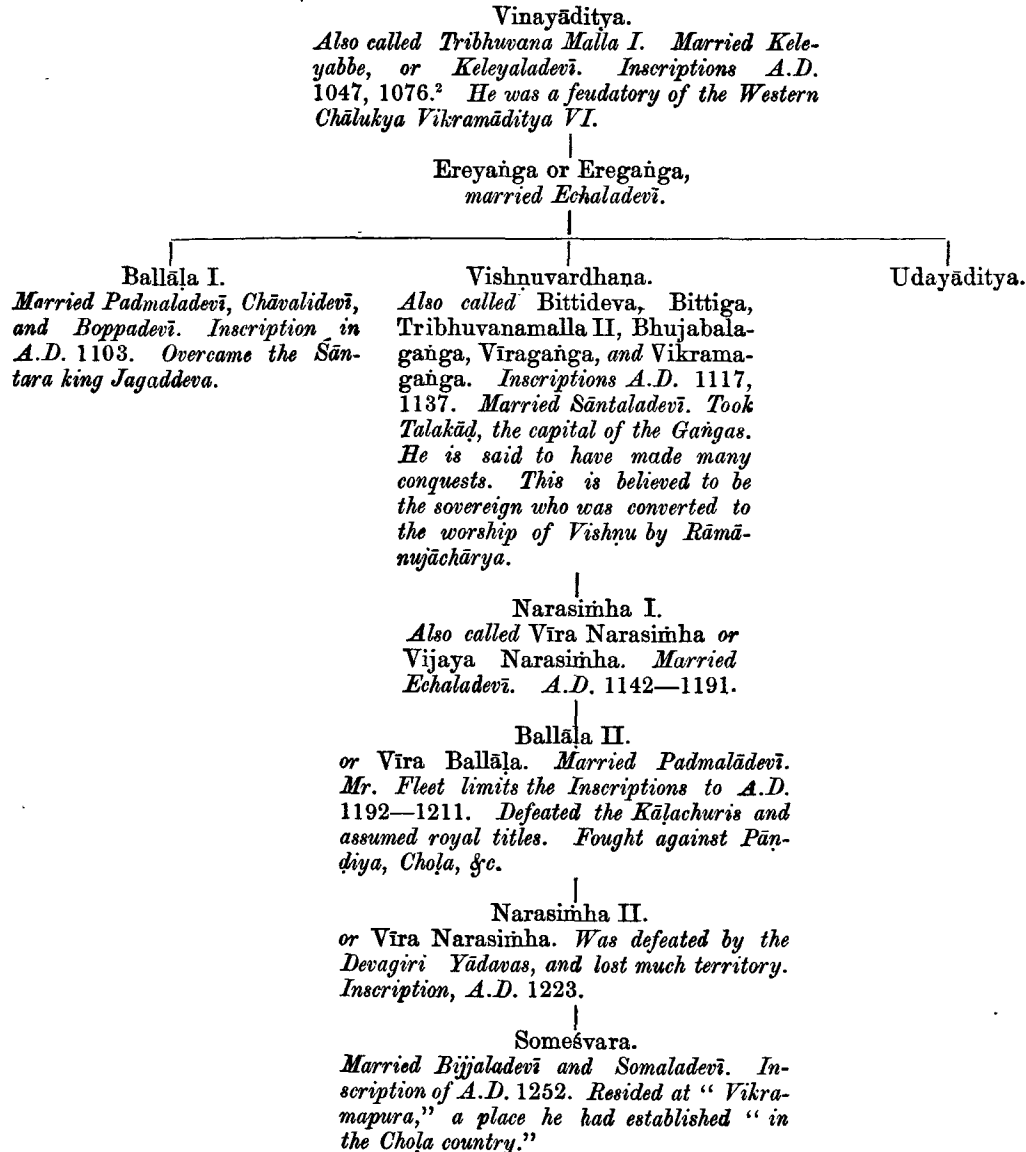 Vinayāditya.
Also called Tribhuvana Malla I. Married Kele-
yabbe, or Keleyaladevī. Inscriptions A.D.
1047, 1076.² He was a feudatory of the Western
Chālukya Vikramāditya VI.
Ereyaṅga or Eregaṅga,
married Echaladevī.
Ballāḷa I.
Married Padmaladevī, Chāvalidevī,
and Boppadevī. Inscription in
A.D. 1103. Overcame the Śān-
tara king Jagaddeva.
Vishṇuvardhana.
Also called Bittideva, Bittiga,
Tribhuvanamalla II, Bhujabala-
gaṅga, Vīragaṅga, and Vikrama-
gaṅga. Inscriptions A.D. 1117,
1137. Married Sāntaladevī. Took
Talakāḍ, the capital of the Gaṅgas.
He is said to have made many
conquests. This is believed to be
the sovereign who was converted to
the worship of Vishṇu by Rāmā-
nujāchārya.
Udayāditya.
Narasiṁha I.
Also called Vīra Narasiṁha or
Vijaya Narasiṁha. Married
Echaladevī. A.D. 1142—1191.
Ballāḷa II.
or Vīra Ballāḷa. Married Padmalādevī.
Mr. Fleet limits the Inscriptions to A.D.
1192—1211. Defeated the Kāḷachuris and
assumed royal titles. Fought against Pāṇ-
ḍiya, Choḷa, &c.
Narasiṁha II.
or Vīra Narasiṁha. Was defeated by the
Devagiri Yādavas, and lost much territory.
Inscription, A.D. 1223.
Someśvara.
Married Bijjaladevī and Somaladevī. In-
scription of A.D. 1252. Resided at “ Vikra-
mapura,” a place he had established “ in
the Choḷa country.”